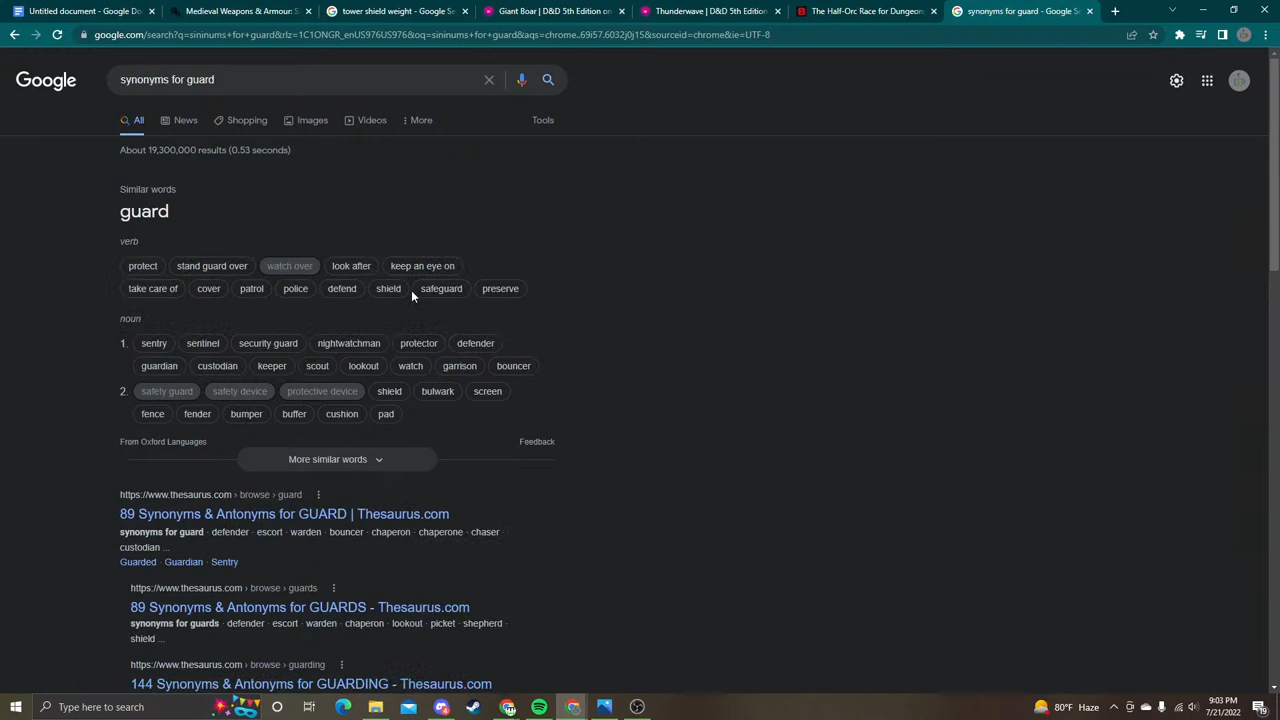 Untitled document - Google Do
Medieval Weapons & Armour: S
tower shield weight - Google Se
Giant Boar | D&D 5th Edition on
Thunderwave | D&D 5th Edition
The Half-Orc Race for Dungeon
synonyms for guard - Google Se
google.com/search?q=sininums+for+guard&rlz=1C1ONGR_enUS976US976&oq=sininums+for+guard&aqs=chrome..69i57.6032j0j15&sourceid=chrome&ie=UTF-8
Google
synonyms for guard
All
News
Shopping
Images
Videos
More
Tools
About 19,300,000 results (0.53 seconds)
Similar words
guard
verb
protect stand guard over watch over look after keep an eye on
take care of cover patrol police defend shield safeguard preserve
noun
1. sentry sentinel security guard nightwatchman protector defender
guardian custodian keeper scout lookout watch garrison bouncer
2. safety guard safety device protective device shield bulwark screen
fence fender bumper buffer cushion pad
From Oxford Languages
Feedback
More similar words
https://www.thesaurus.com › browse › guard
89 Synonyms & Antonyms for GUARD | Thesaurus.com
synonyms for guard · defender · escort · warden · bouncer · chaperon · chaperone · chaser ·
custodian ...
Guarded · Guardian · Sentry
https://www.thesaurus.com › browse › guards
89 Synonyms & Antonyms for GUARDS - Thesaurus.com
synonyms for guards · defender · escort · warden · chaperon · lookout · picket · shepherd ·
shield ...
https://www.thesaurus.com › browse › guarding
144 Synonyms & Antonyms for GUARDING - Thesaurus.com
Type here to search
80°F Haze
9:03 PM
7/21/2022
19